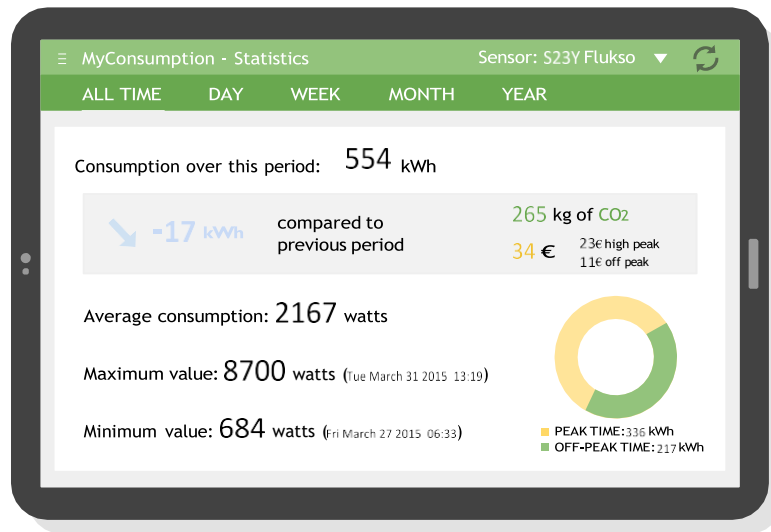 MyConsumption - Statistics Sensor: S23Y Flukso
ALL TIME DAY WEEK MONTH YEAR
Consumption over this period: 554 kWh
-17 kWh
compared to
previous period
265 kg of CO2
34 €
23€ high peak
11€ off peak
Average consumption: 2167 watts
Maximum value: 8700 watts (Tue March 31 2015 13:19)
Minimum value: 684 watts (Fri March 27 2015 06:33)
PEAK TIME:336 kWh
OFF-PEAK TIME:217 kWh